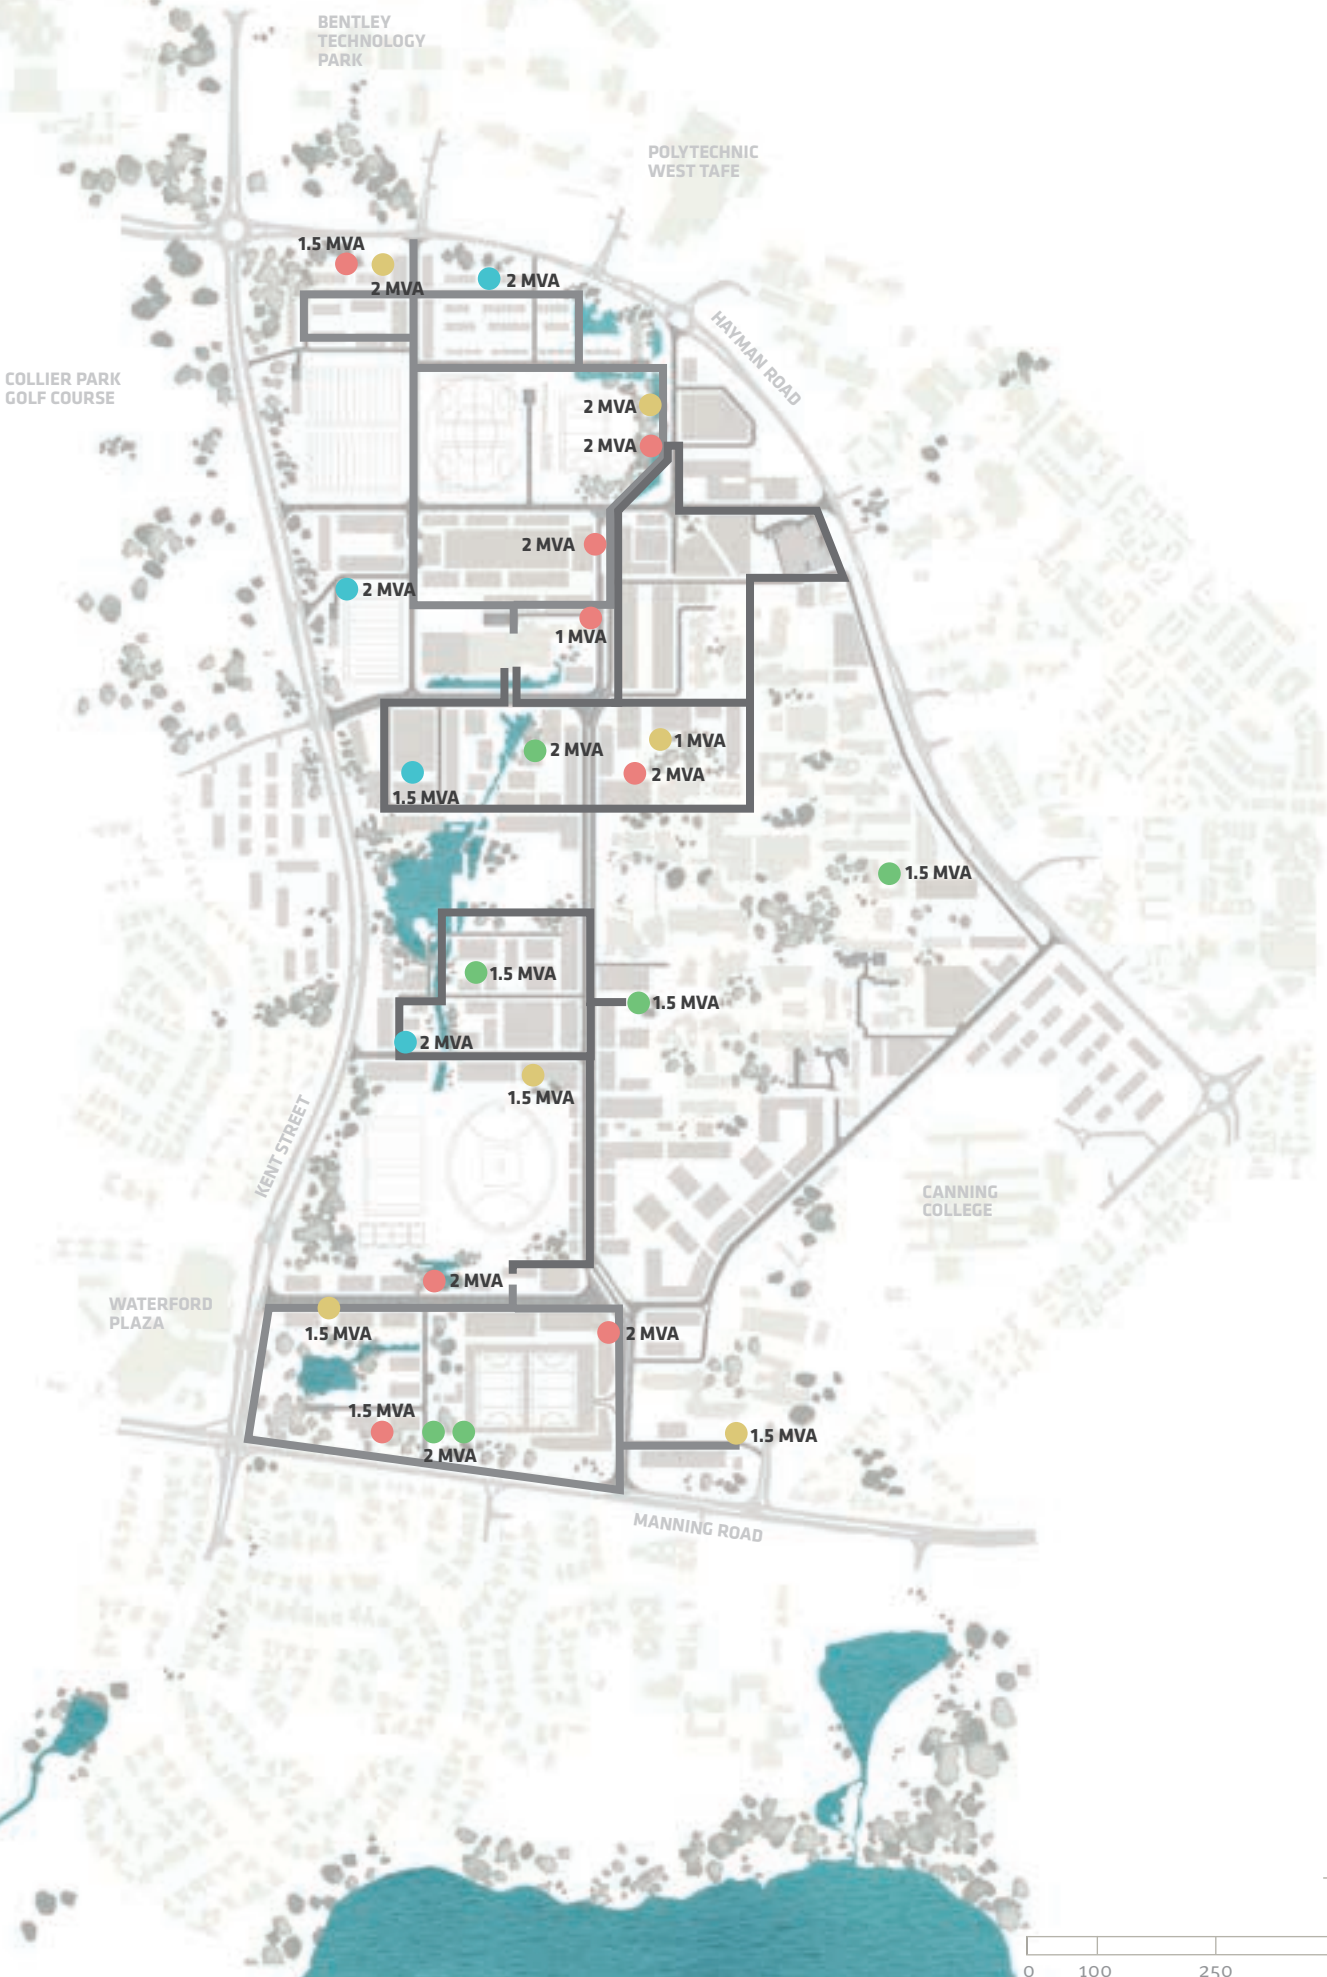 BENTLEY
TECHNOLOGY
PARK
POLYTECHNIC
WEST TAFE
1.5 MVA
2 MVA
2 MVA
HAYMAN ROAD
COLLIER PARK
GOLF COURSE
2 MVA
2 MVA
2 MVA
2 MVA
1 MVA
1 MVA
2 MVA
2 MVA
1.5 MVA
1.5 MVA
1.5 MVA
1.5 MVA
2 MVA
1.5 MVA
KENT STREET
CANNING
COLLEGE
2 MVA
WATERFORD
PLAZA
1.5 MVA
2 MVA
1.5 MVA
1.5 MVA
2 MVA
MANNING ROAD
0 100 250